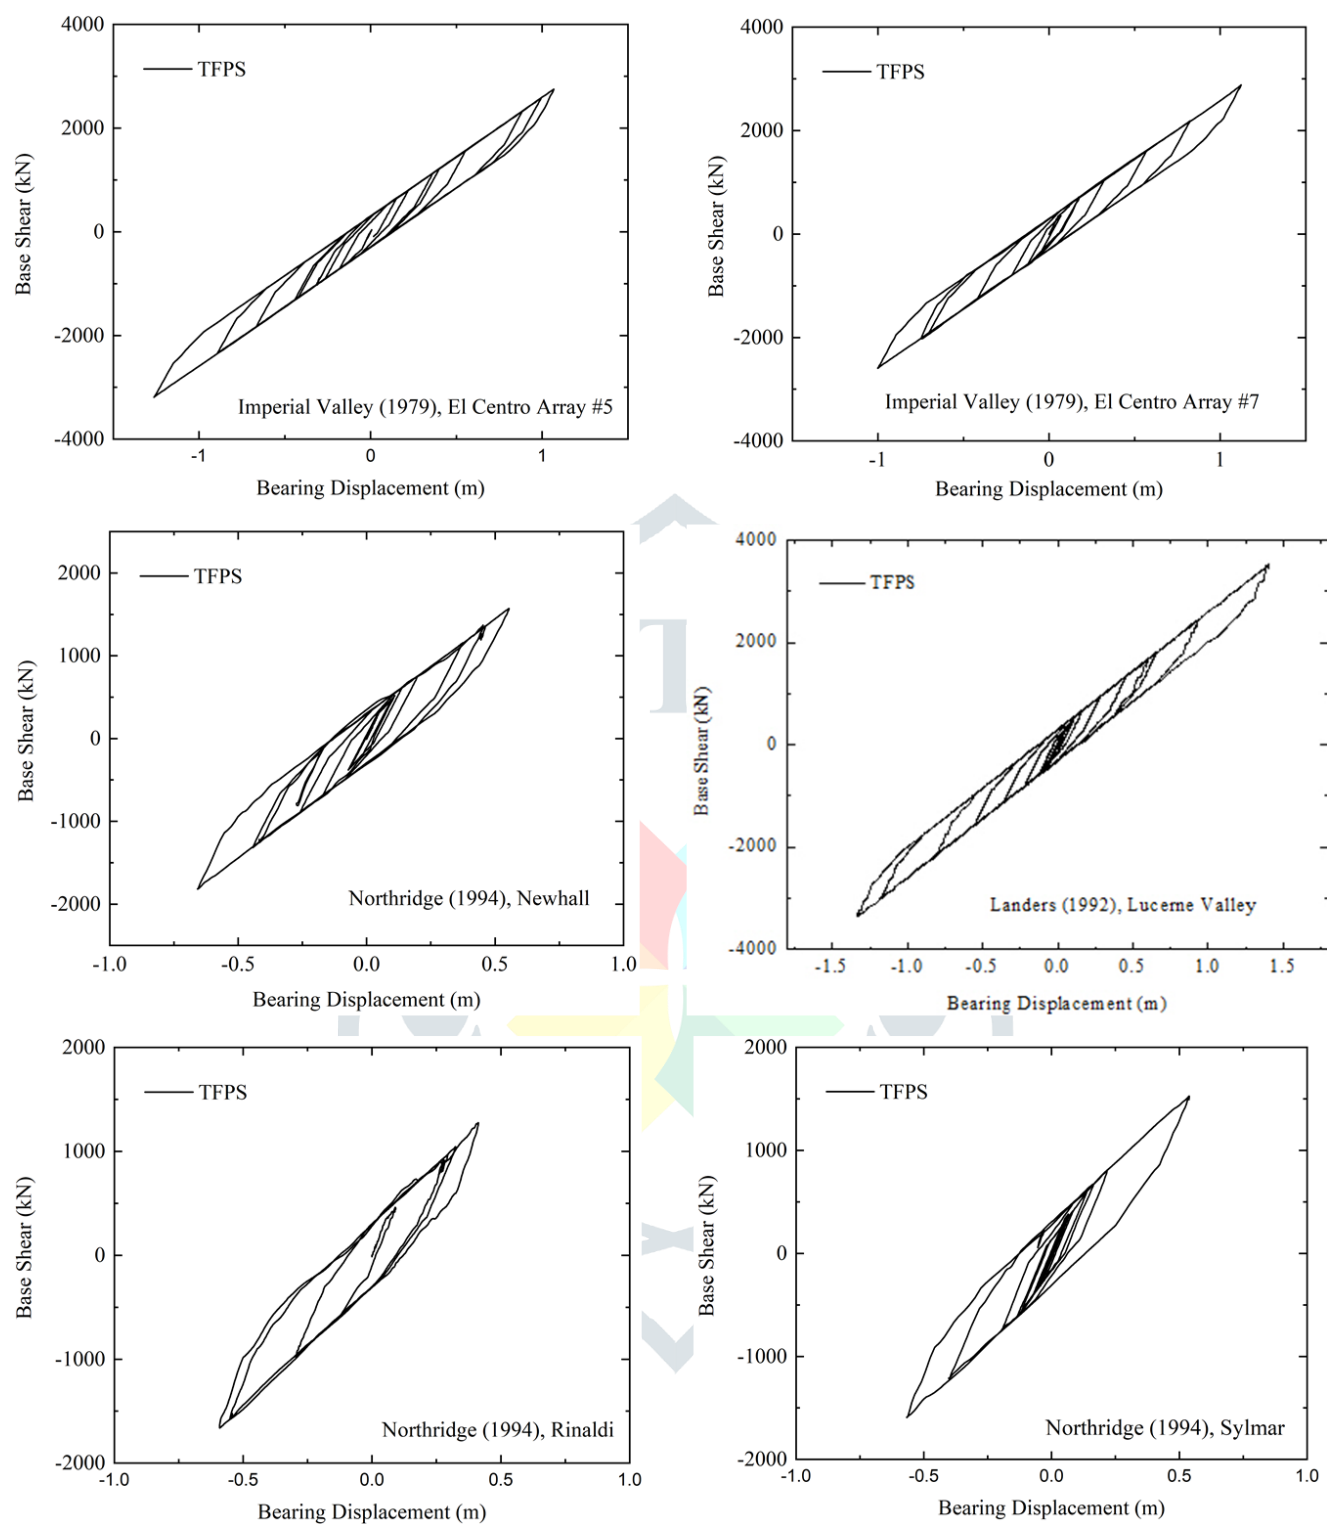 4000
2000
0
-2000
-4000
Base Shear (kN)
TFPS
Imperial Valley (1979), El Centro Array #5
-1 0 1
Bearing Displacement (m)
4000
2000
0
-2000
-4000
Base Shear (kN)
TFPS
Imperial Valley (1979), El Centro Array #7
-1 0 1
Bearing Displacement (m)
2000
1000
0
-1000
-2000
Base Shear (kN)
TFPS
Northridge (1994), Newhall
-1.0 -0.5 0.0 0.5 1.0
Bearing Displacement (m)
4000
2000
0
-2000
-4000
Base Shear (kN)
TFPS
Landers (1992), Lucerne Valley
-1.5 -1.0 -0.5 0.0 0.5 1.0 1.5
Bearing Displacement (m)
2000
1000
0
-1000
-2000
Base Shear (kN)
TFPS
Northridge (1994), Rinaldi
-1.0 -0.5 0.0 0.5 1.0
Bearing Displacement (m)
2000
1000
0
-1000
-2000
Base Shear (kN)
TFPS
Northridge (1994), Sylmar
-1.0 -0.5 0.0 0.5 1.0
Bearing Displacement (m)